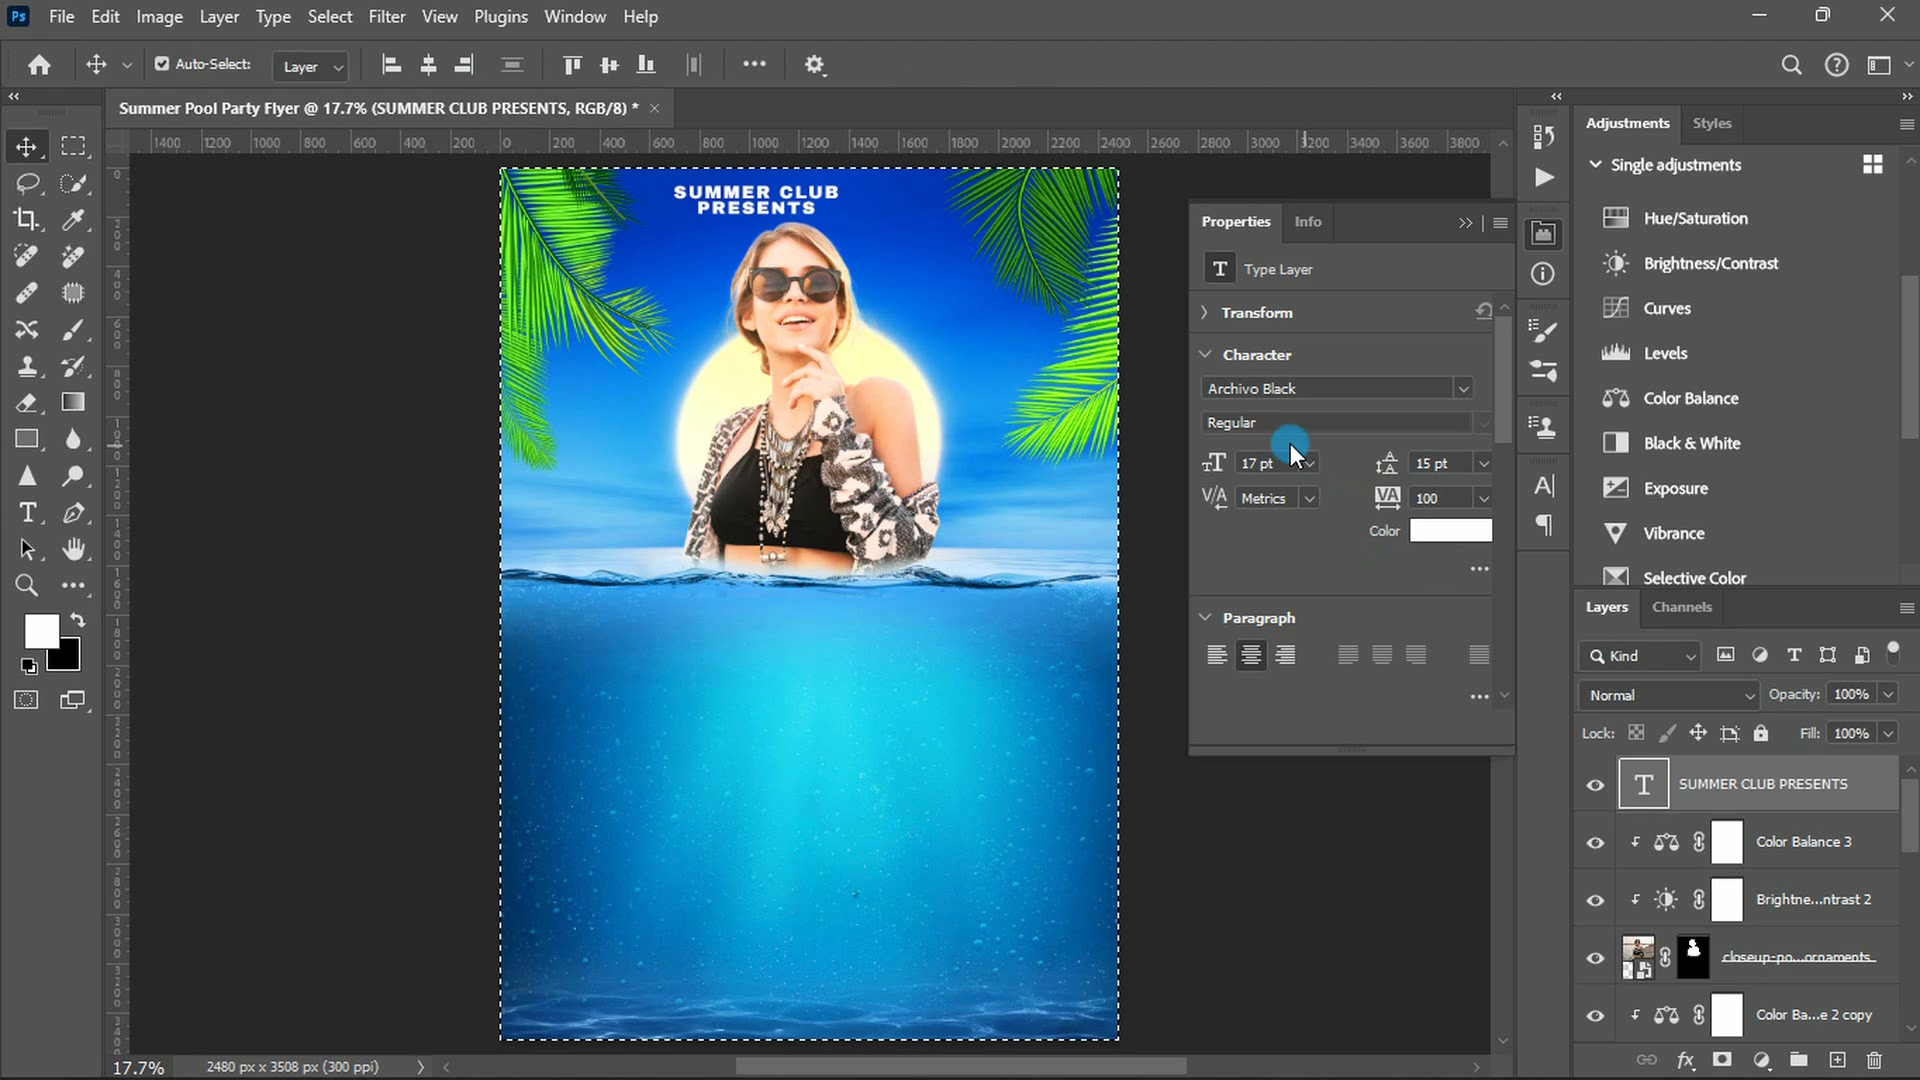 Ps File Edit Image Layer Type Select Filter View Plugins Window Help
Auto-Select: Layer
Summer Pool Party Flyer @ 17.7% (SUMMER CLUB PRESENTS, RGB/8) *
1400 1200 1000 800 600 400 200 0 200 400 600 800 1000 1200 1400 1600 1800 2000 2200 2400 2600 2800 3000 3200 3400 3600 3800
SUMMER CLUB
PRESENTS
Properties Info
T Type Layer
Transform
Character
Archivo Black
Regular
17 pt 15 pt
Metrics 100
Color
Paragraph
Adjustments Styles
Single adjustments
Hue/Saturation
Brightness/Contrast
Curves
Levels
Color Balance
Black & White
Exposure
Vibrance
Selective Color
Layers Channels
Kind
Normal Opacity: 100%
Lock: Fill: 100%
T SUMMER CLUB PRESENTS
Color Balance 3
Brightne...ntrast 2
closeup-po...ornaments
Color Ba...e 2 copy
17.7% 2480 px x 3508 px (300 ppi)